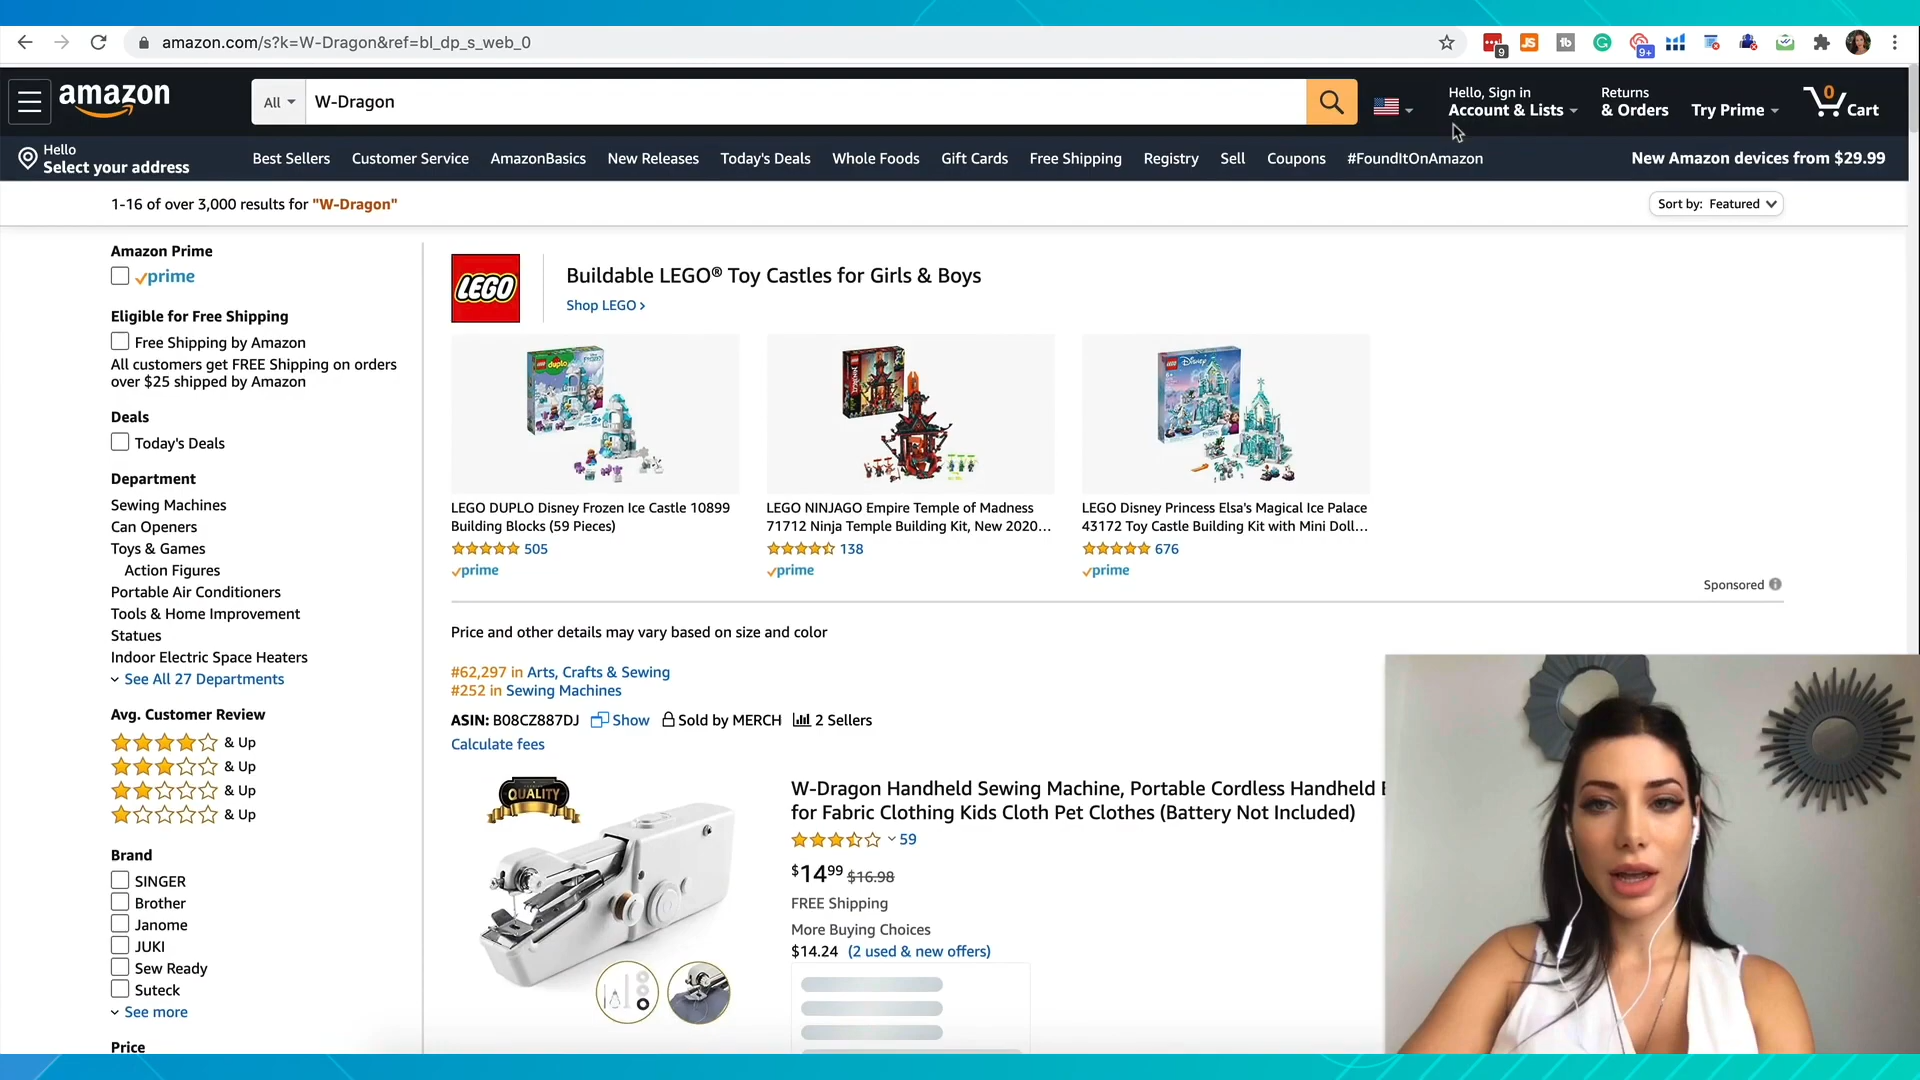 amazon.com/s?k=W-Dragon&ref=bl_dp_s_web_0
9
JS
tb
G
9+
amazon
All
W-Dragon
Hello, Sign in
Account & Lists
Returns
& Orders
Try Prime
0
Cart
Hello
Select your address
Best Sellers
Customer Service
AmazonBasics
New Releases
Today's Deals
Whole Foods
Gift Cards
Free Shipping
Registry
Sell
Coupons
#FoundItOnAmazon
New Amazon devices from $29.99
1-16 of over 3,000 results for "W-Dragon"
Sort by: Featured
Amazon Prime
prime
Eligible for Free Shipping
Free Shipping by Amazon
All customers get FREE Shipping on orders
over $25 shipped by Amazon
Deals
Today's Deals
Department
Sewing Machines
Can Openers
Toys & Games
Action Figures
Portable Air Conditioners
Tools & Home Improvement
Statues
Indoor Electric Space Heaters
See All 27 Departments
Avg. Customer Review
& Up
& Up
& Up
& Up
Brand
SINGER
Brother
Janome
JUKI
Sew Ready
Suteck
See more
Price
LEGO
Buildable LEGO® Toy Castles for Girls & Boys
Shop LEGO ›
LEGO DUPLO Disney Frozen Ice Castle 10899
Building Blocks (59 Pieces)
505
prime
LEGO NINJAGO Empire Temple of Madness
71712 Ninja Temple Building Kit, New 2020...
138
prime
LEGO Disney Princess Elsa's Magical Ice Palace
43172 Toy Castle Building Kit with Mini Doll...
676
prime
Sponsored
Price and other details may vary based on size and color
#62,297 in Arts, Crafts & Sewing
#252 in Sewing Machines
ASIN: B08CZ887DJ Show Sold by MERCH 2 Sellers
Calculate fees
QUALITY
W-Dragon Handheld Sewing Machine, Portable Cordless Handheld
for Fabric Clothing Kids Cloth Pet Clothes (Battery Not Included)
59
$14.99 $16.98
FREE Shipping
More Buying Choices
$14.24 (2 used & new offers)